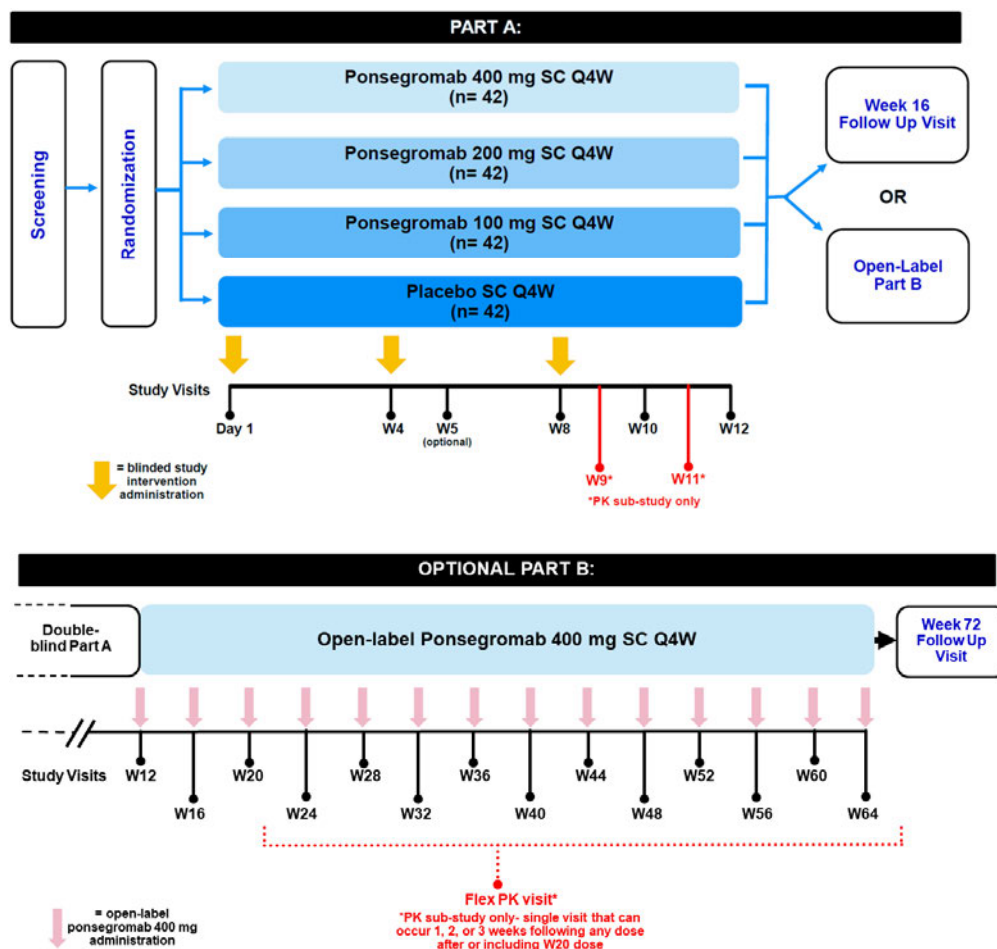 PART A:
Screening
Randomization
Ponsegromab 400 mg SC Q4W
(n= 42)
Ponsegromab 200 mg SC Q4W
(n= 42)
Ponsegromab 100 mg SC Q4W
(n= 42)
Placebo SC Q4W
(n= 42)
Week 16
Follow Up Visit
OR
Open-Label
Part B
Study Visits
Day 1
W4
W5
(optional)
W8
W9*
W10
W11*
W12
*PK sub-study only
= blinded study
intervention
administration
OPTIONAL PART B:
Double-
blind Part A
Open-label Ponsegromab 400 mg SC Q4W
Week 72
Follow Up
Visit
Study Visits
W12
W16
W20
W24
W28
W32
W36
W40
W44
W48
W52
W56
W60
W64
Flex PK visit*
*PK sub-study only- single visit that can
occur 1, 2, or 3 weeks following any dose
after or including W20 dose
= open-label
ponsegromab 400 mg
administration